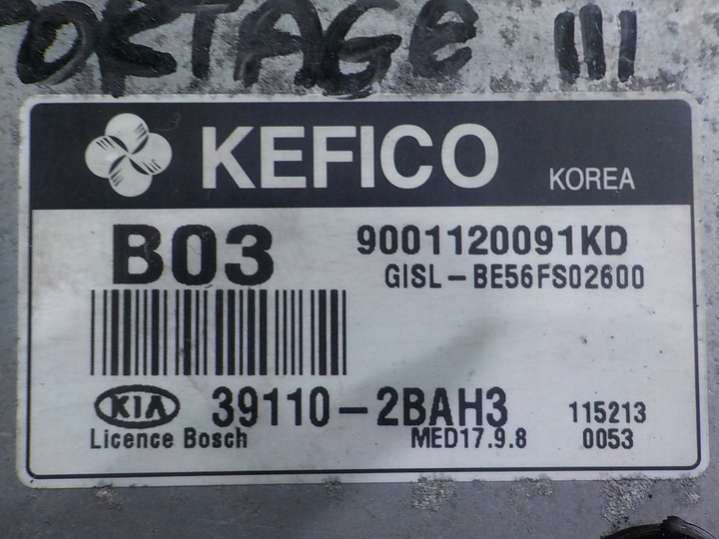 ORTAGE III
KEFICO KOREA
B03 9001120091KD
GISL-BE56FS02600
KIA 39110-2BAH3 115213
Licence Bosch MED17.9.8 0053